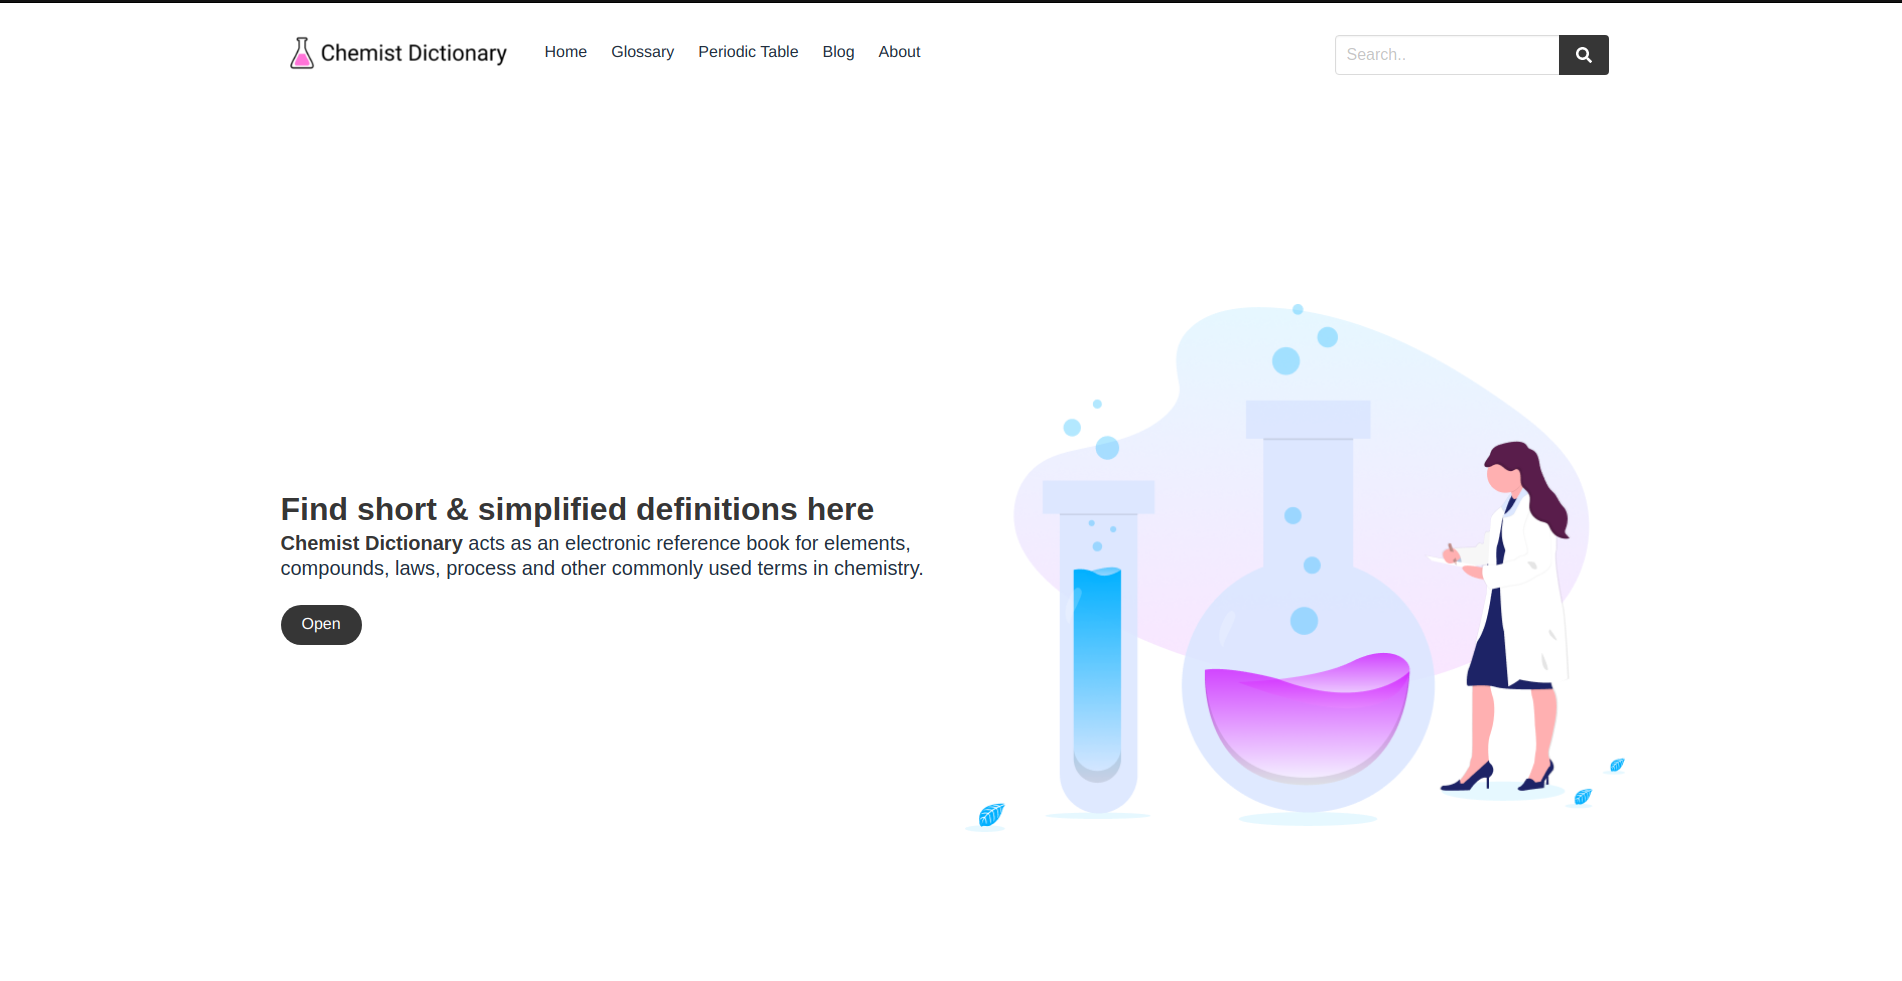 Chemist Dictionary
Home
Glossary
Periodic Table
Blog
About
Search..
Find short & simplified definitions here
Chemist Dictionary acts as an electronic reference book for elements,
compounds, laws, process and other commonly used terms in chemistry.
Open